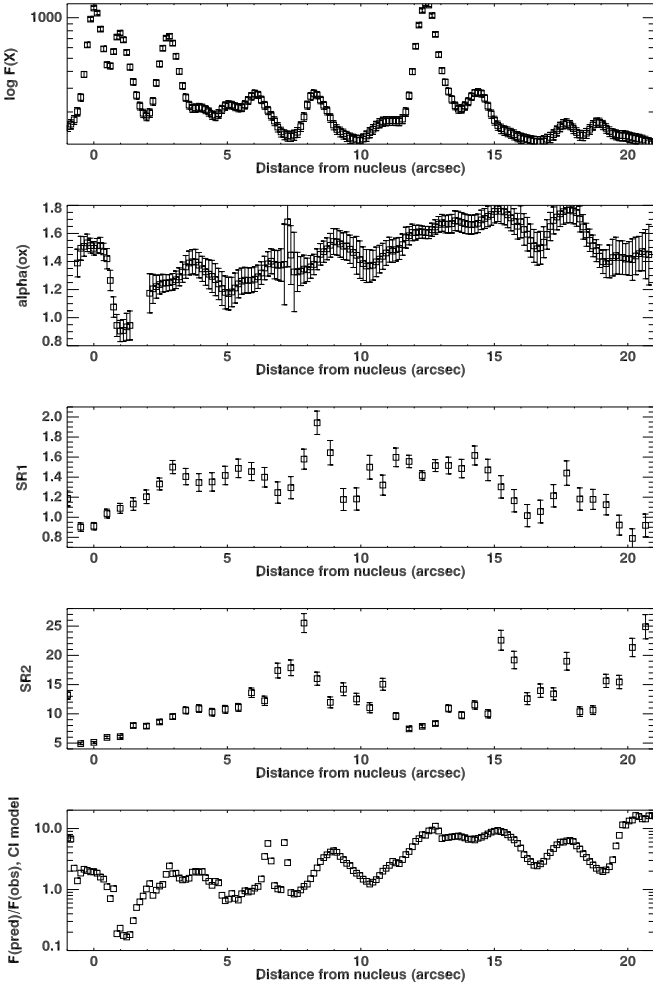 1000
log F(X)
0 5 10 15 20
Distance from nucleus (arcsec)
1.8
1.6
1.4
1.2
1.0
0.8
alpha(ox)
0 5 10 15 20
Distance from nucleus (arcsec)
2.0
1.8
1.6
1.4
1.2
1.0
0.8
SR1
0 5 10 15 20
Distance from nucleus (arcsec)
25
20
15
10
5
SR2
0 5 10 15 20
Distance from nucleus (arcsec)
10.0
1.0
0.1
F(pred)/F(obs), CI model
0 5 10 15 20
Distance from nucleus (arcsec)